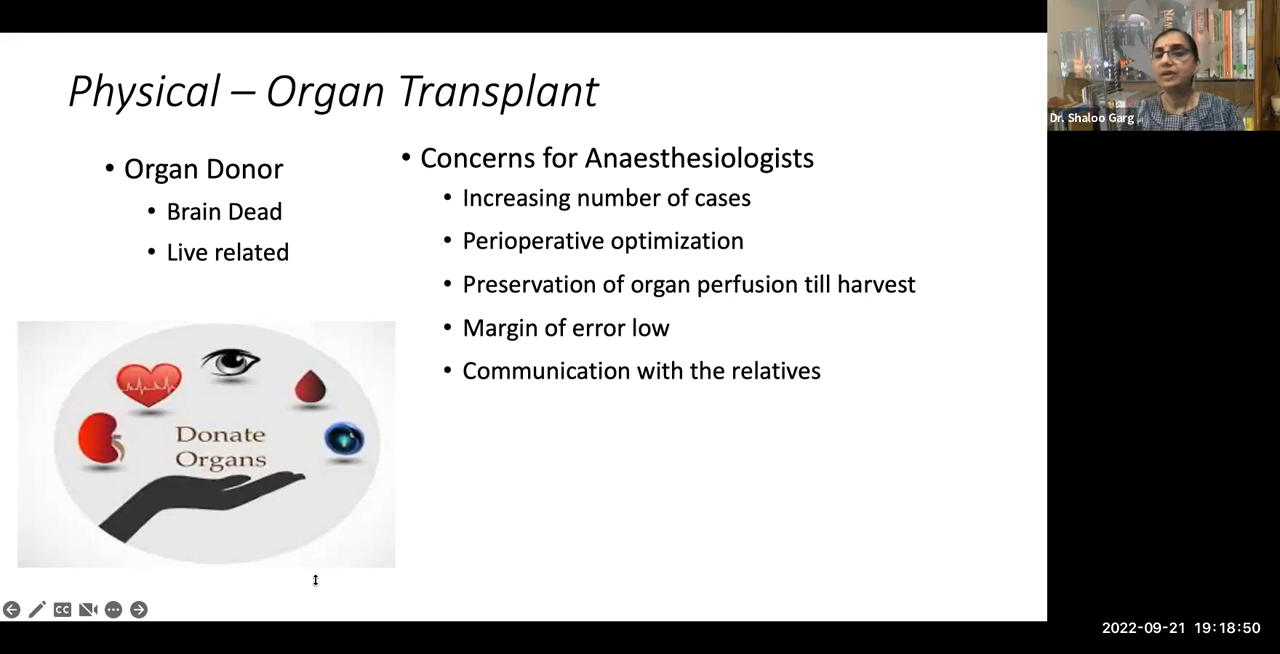 Physical – Organ Transplant
• Organ Donor
• Brain Dead
• Live related
• Concerns for Anaesthesiologists
• Increasing number of cases
• Perioperative optimization
• Preservation of organ perfusion till harvest
• Margin of error low
• Communication with the relatives
Donate
Organs
CC
Dr. Shaloo Garg
2022-09-21 19:18:50